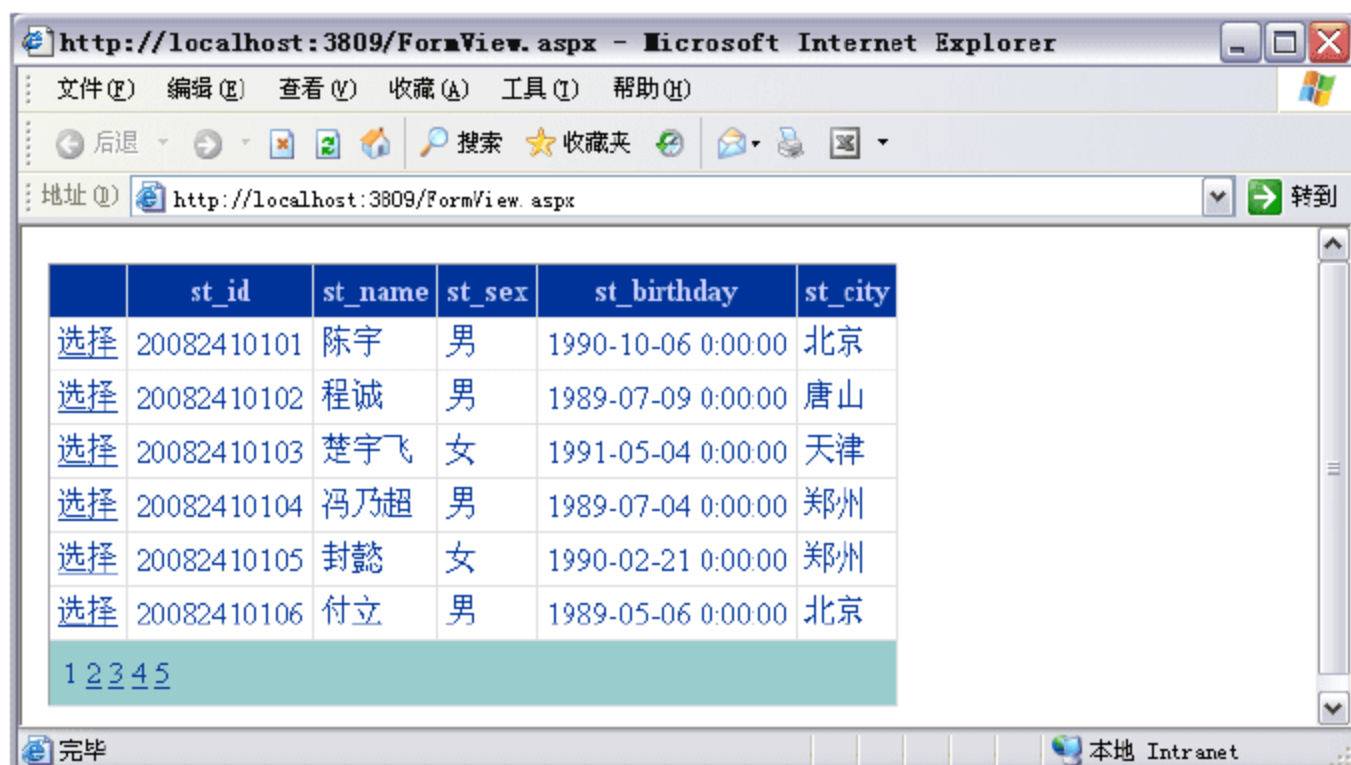 http://localhost:3809/FormView.aspx - Microsoft Internet Explorer
文件(F) 编辑(E) 查看(V) 收藏(A) 工具(T) 帮助(H)
后退 搜索 收藏夹
地址(D) http://localhost:3809/FormView.aspx 转到
st_id st_name st_sex st_birthday st_city
选择 20082410101 陈宇 男 1990-10-06 0:00:00 北京
选择 20082410102 程诚 男 1989-07-09 0:00:00 唐山
选择 20082410103 楚宇飞 女 1991-05-04 0:00:00 天津
选择 20082410104 冯乃超 男 1989-07-04 0:00:00 郑州
选择 20082410105 封懿 女 1990-02-21 0:00:00 郑州
选择 20082410106 付立 男 1989-05-06 0:00:00 北京
1 2 3 4 5
完毕 本地 Intranet